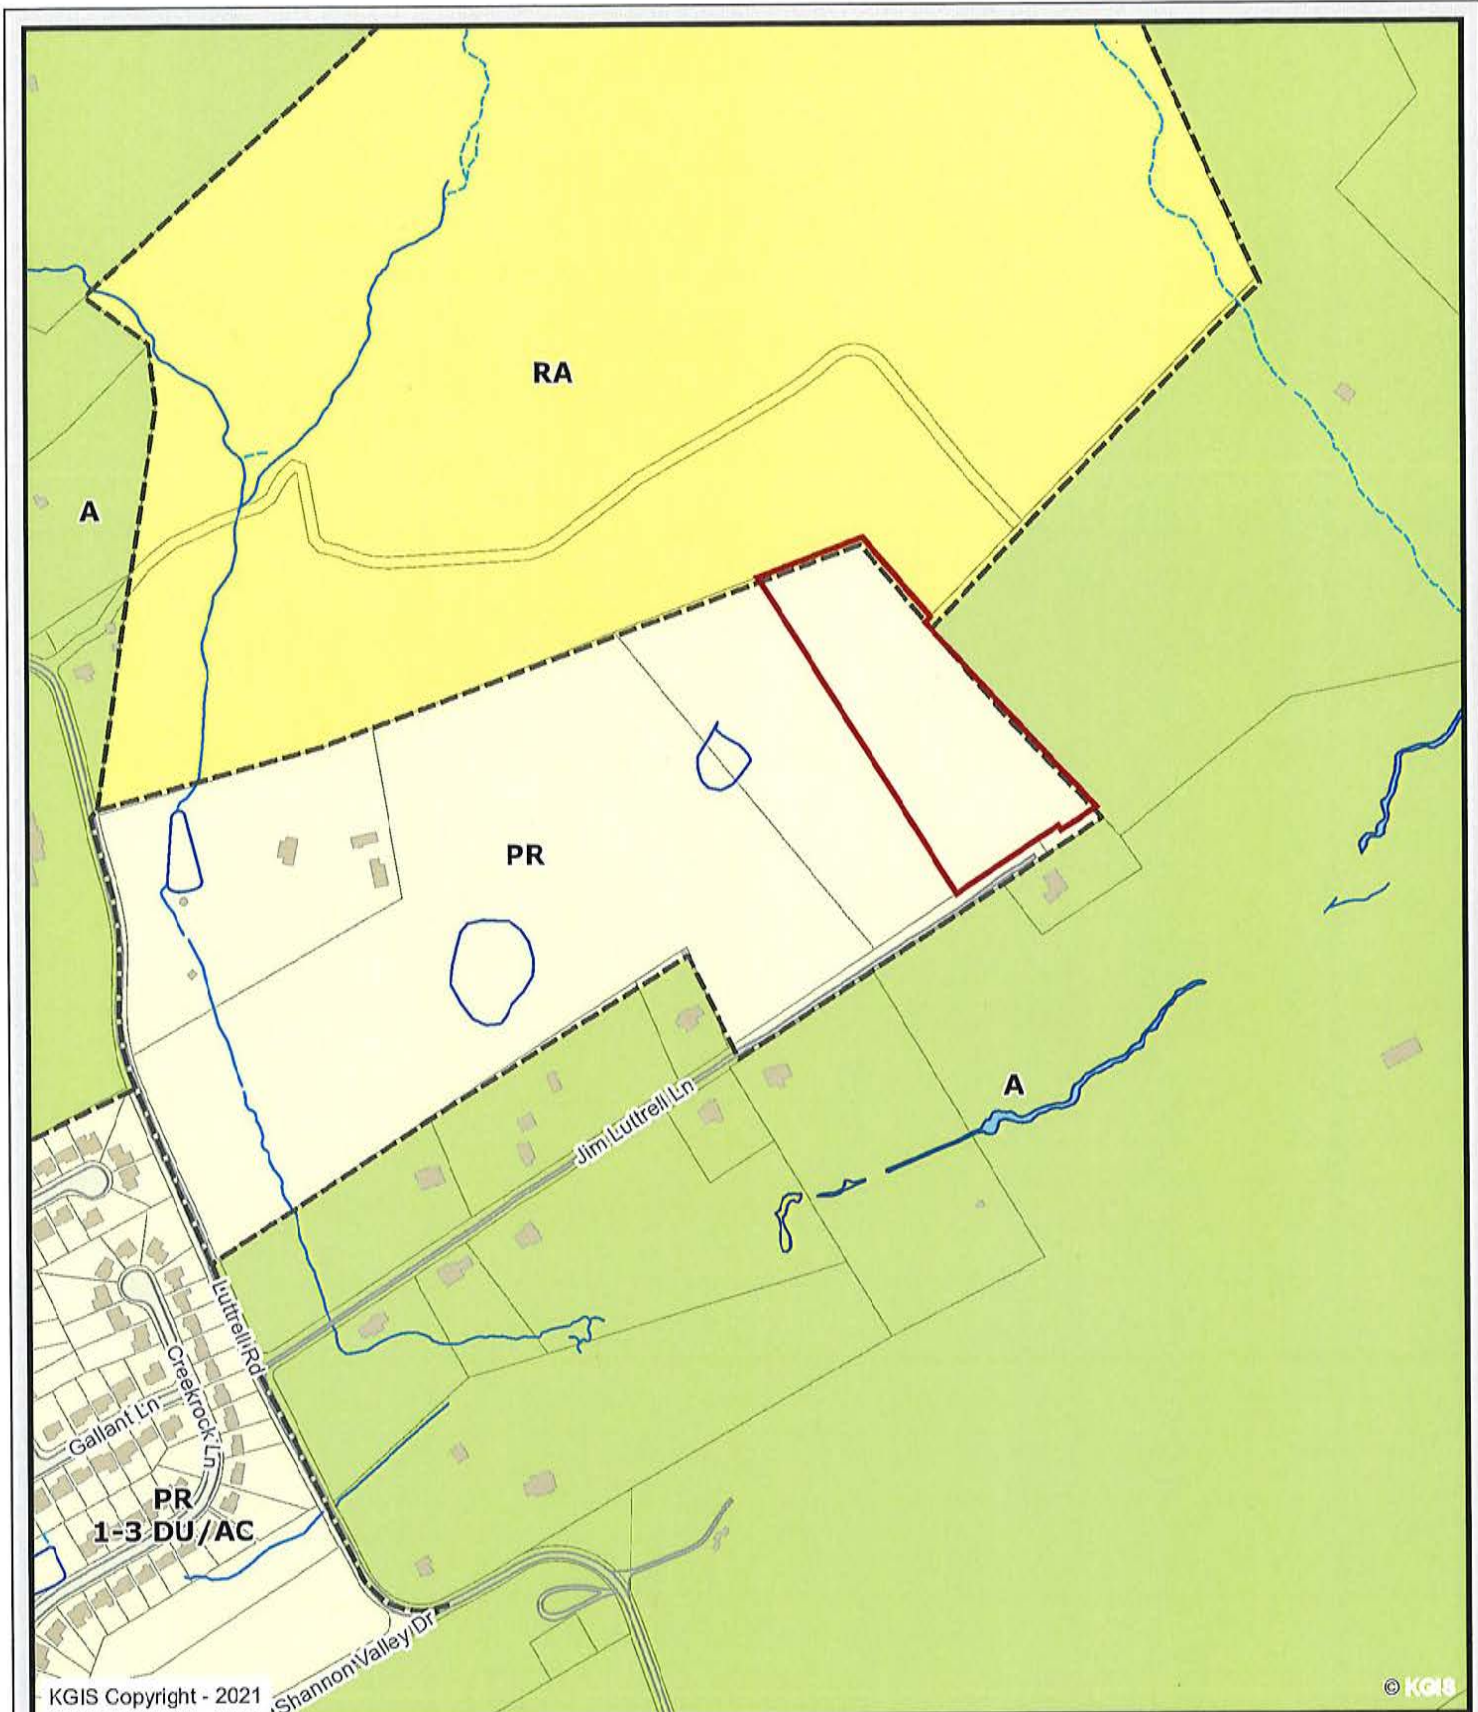 RA
A
PR
Jim Luttrell Ln
A
Luttrell Rd
Creekrock Ln
Gallant Ln
PR
1-3 DU/AC
Shannon Valley Dr
KGIS Copyright - 2021
© KGIS